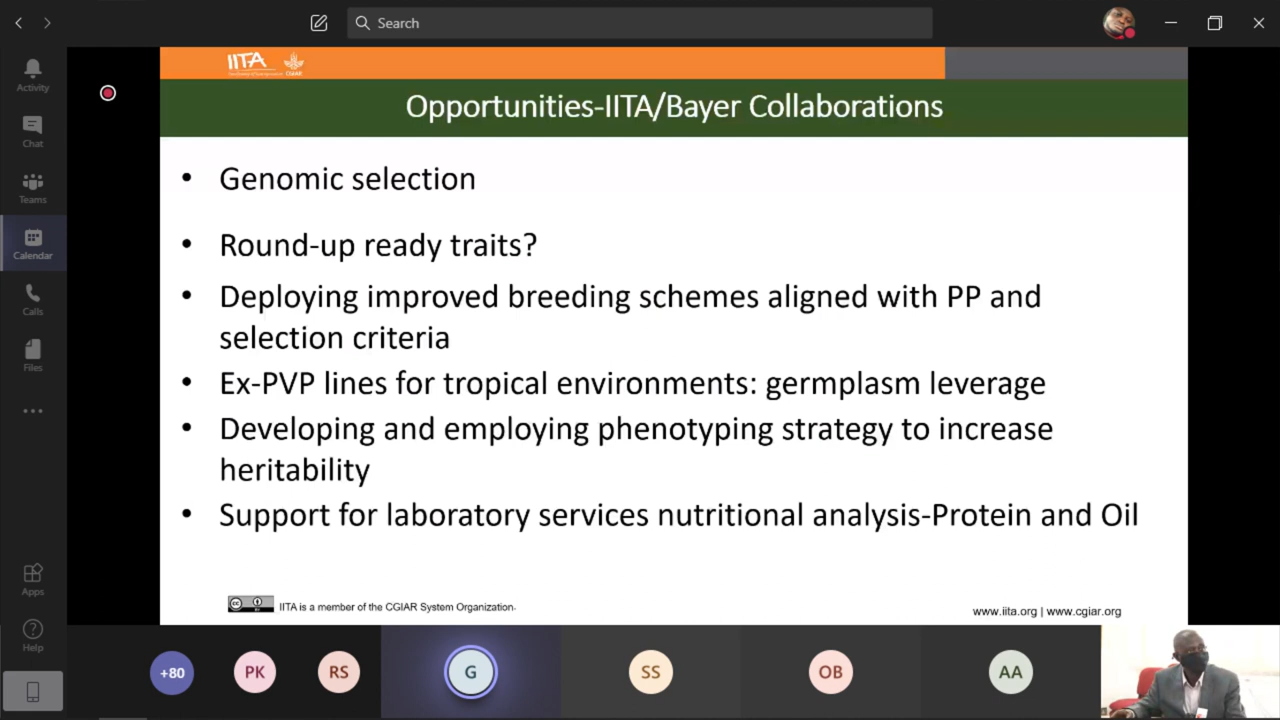 Search
Activity
Chat
Teams
Calendar
Calls
Files
Apps
Help
IITA
CGIAR
Opportunities-IITA/Bayer Collaborations
• Genomic selection
• Round-up ready traits?
• Deploying improved breeding schemes aligned with PP and
selection criteria
• Ex-PVP lines for tropical environments: germplasm leverage
• Developing and employing phenotyping strategy to increase
heritability
• Support for laboratory services nutritional analysis-Protein and Oil
cc
BY
IITA is a member of the CGIAR System Organization.
www.iita.org | www.cgiar.org
+80
PK
RS
G
SS
OB
AA